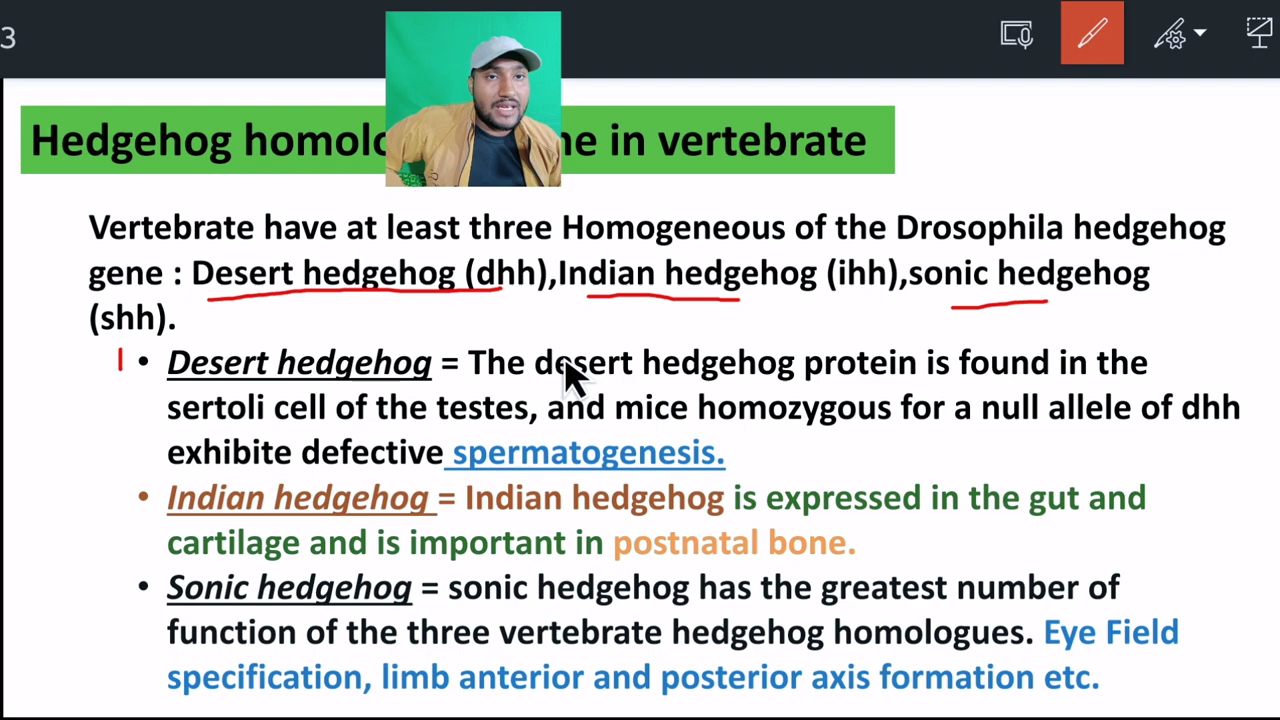 3
Hedgehog homolo ne in vertebrate
Vertebrate have at least three Homogeneous of the Drosophila hedgehog
gene : Desert hedgehog (dhh),Indian hedgehog (ihh),sonic hedgehog
(shh).
• Desert hedgehog = The desert hedgehog protein is found in the
sertoli cell of the testes, and mice homozygous for a null allele of dhh
exhibite defective spermatogenesis.
• Indian hedgehog = Indian hedgehog is expressed in the gut and
cartilage and is important in postnatal bone.
• Sonic hedgehog = sonic hedgehog has the greatest number of
function of the three vertebrate hedgehog homologues. Eye Field
specification, limb anterior and posterior axis formation etc.